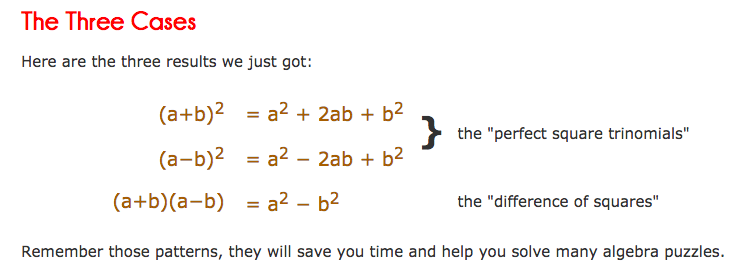 The Three Cases
Here are the three results we just got:
(a+b)² = a² + 2ab + b²
} the "perfect square trinomials"
(a−b)² = a² − 2ab + b²
(a+b)(a−b) = a² − b² the "difference of squares"
Remember those patterns, they will save you time and help you solve many algebra puzzles.